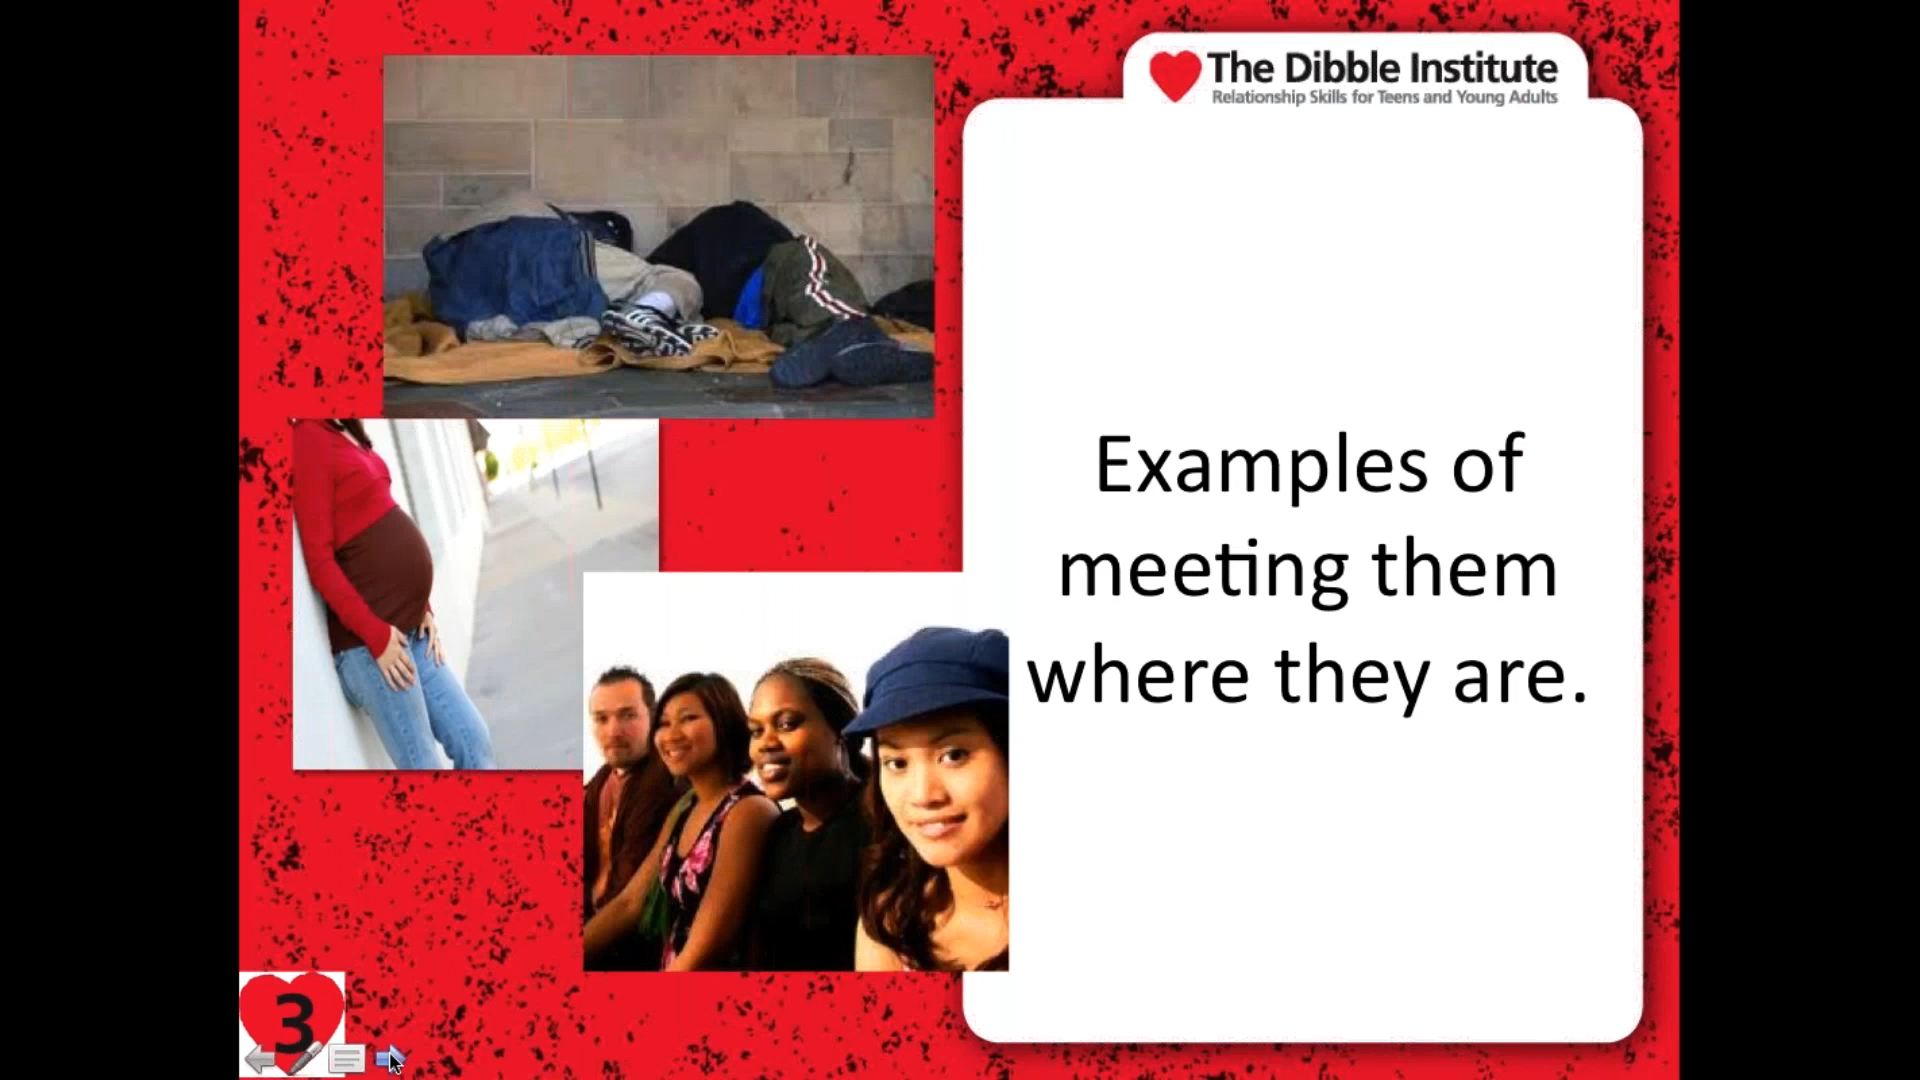 The Dibble Institute
Relationship Skills for Teens and Young Adults
Examples of
meeting them
where they are.
3